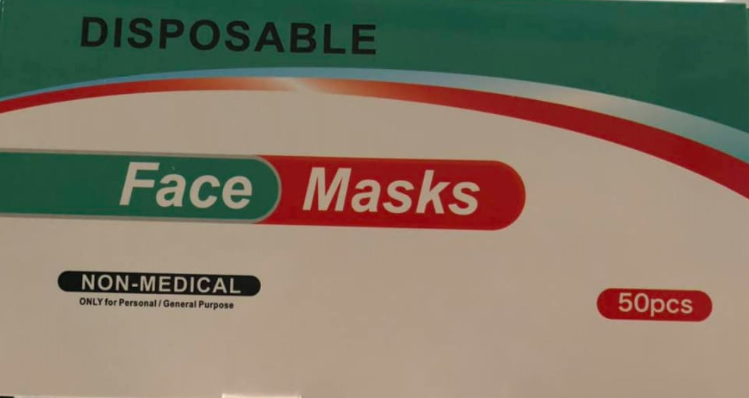 DISPOSABLE
Face Masks
NON-MEDICAL
ONLY for Personal / General Purpose
50pcs